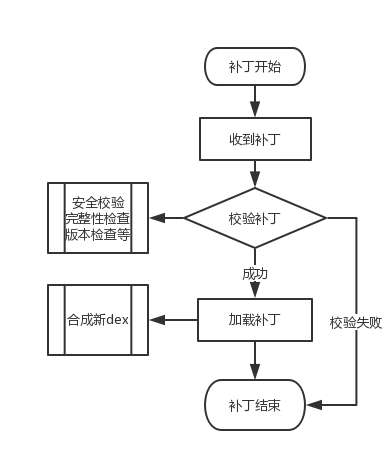 补丁开始
收到补丁
安全校验
完整性检查
版本检查等
校验补丁
成功
合成新dex
加载补丁
校验失败
补丁结束